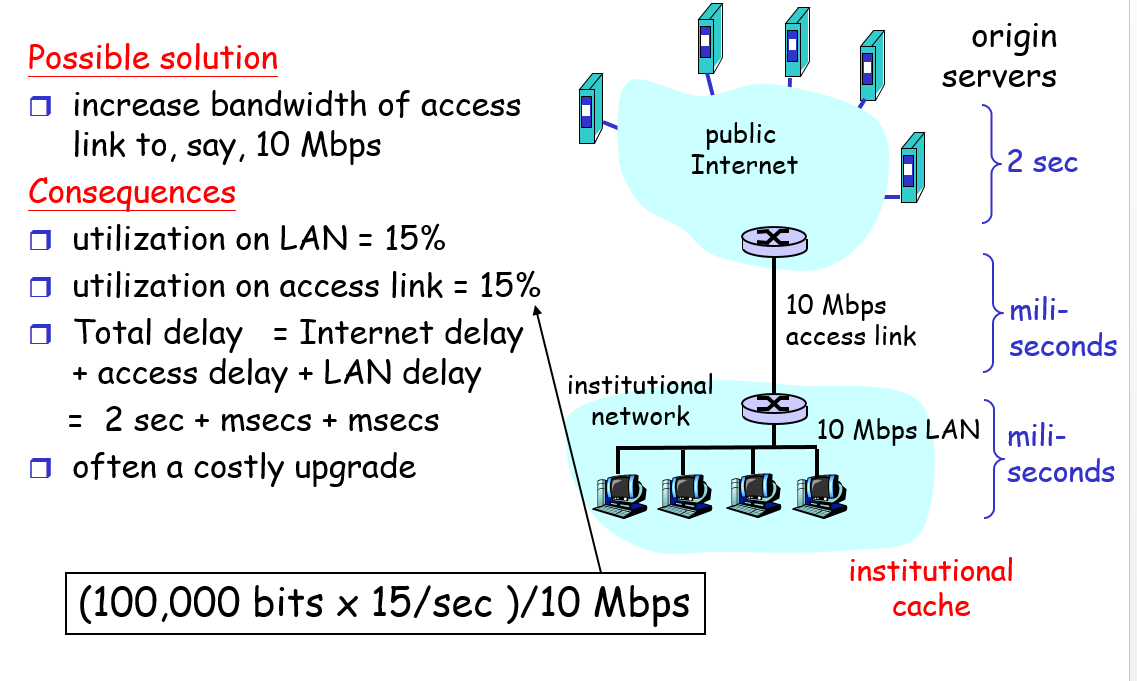 Possible solution
increase bandwidth of access
link to, say, 10 Mbps
Consequences
utilization on LAN = 15%
utilization on access link = 15%
Total delay = Internet delay
+ access delay + LAN delay
= 2 sec + msecs + msecs
often a costly upgrade
(100,000 bits x 15/sec )/10 Mbps
origin
servers
public
Internet
2 sec
10 Mbps
access link
mili-
seconds
institutional
network
10 Mbps LAN
mili-
seconds
institutional
cache